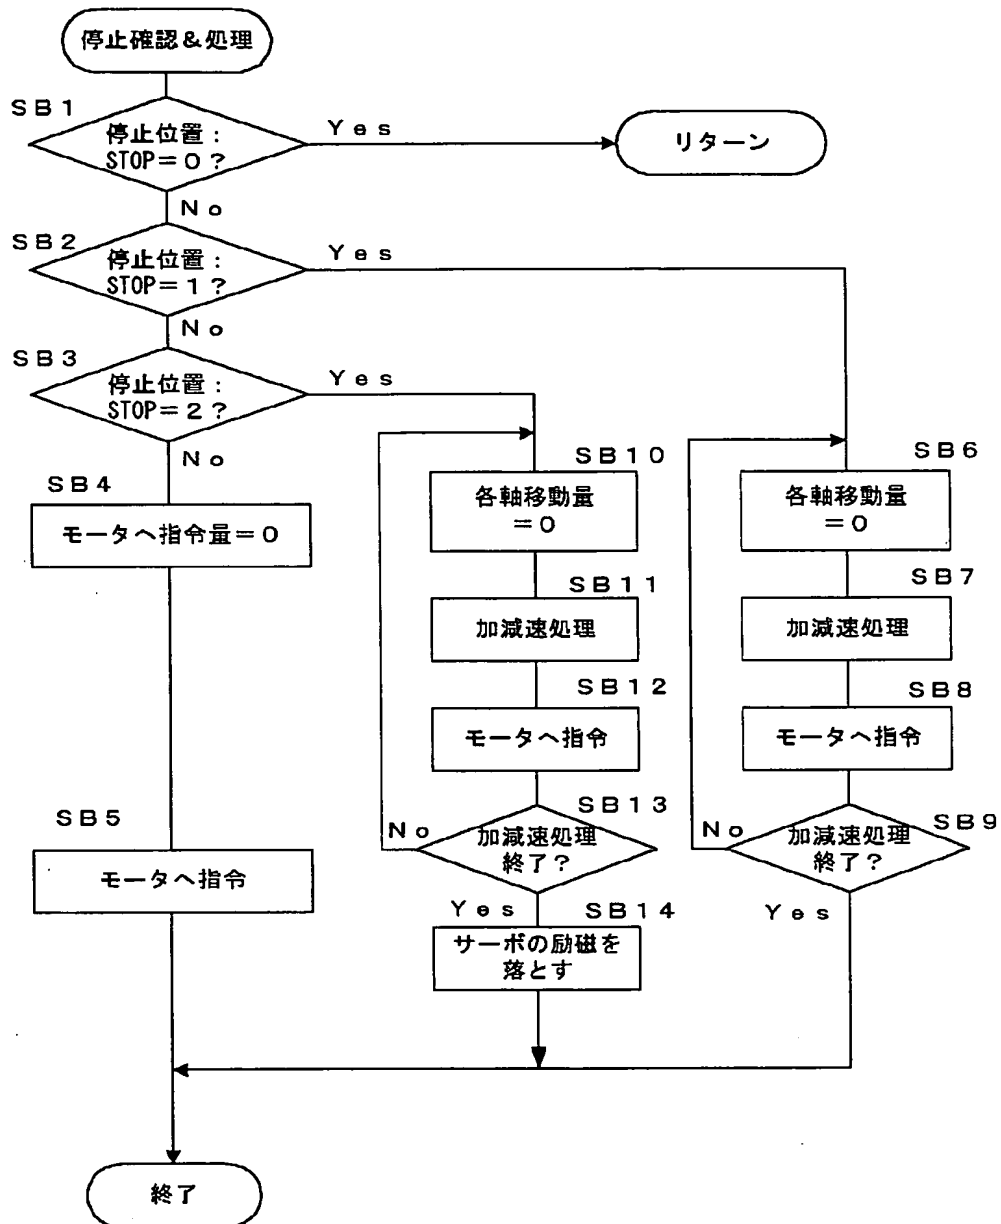 停止確認＆処理
SB1
停止位置：
STOP＝0？
Yes
リターン
No
SB2
停止位置：
STOP＝1？
Yes
No
SB3
停止位置：
STOP＝2？
Yes
No
SB4
モータへ指令量＝0
SB5
モータへ指令
SB10
各軸移動量
＝0
SB11
加減速処理
SB12
モータへ指令
SB13
No
加減速処理
終了？
Yes
SB14
サーボの励磁を
落とす
SB6
各軸移動量
＝0
SB7
加減速処理
SB8
モータへ指令
SB9
No
加減速処理
終了？
Yes
終了